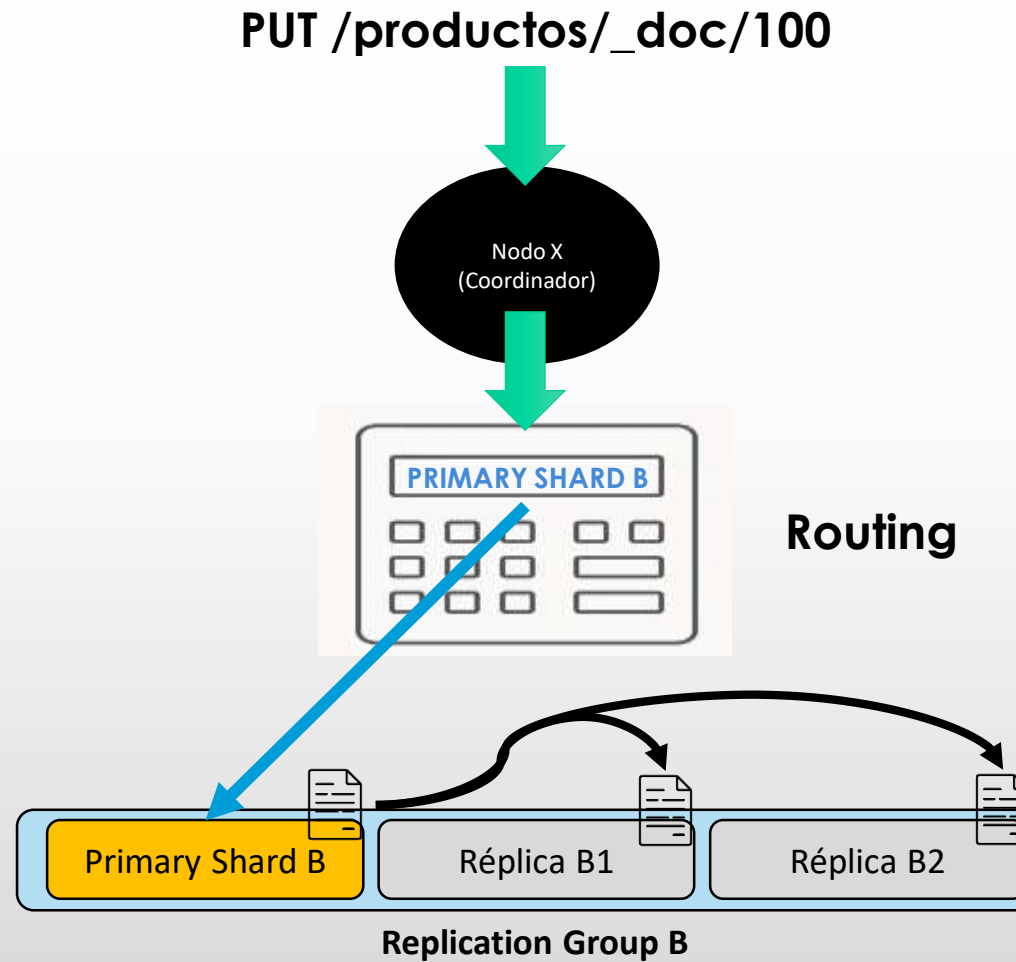 PUT /productos/_doc/100
Nodo X
(Coordinador)
PRIMARY SHARD B
Routing
Primary Shard B
Réplica B1
Réplica B2
Replication Group B